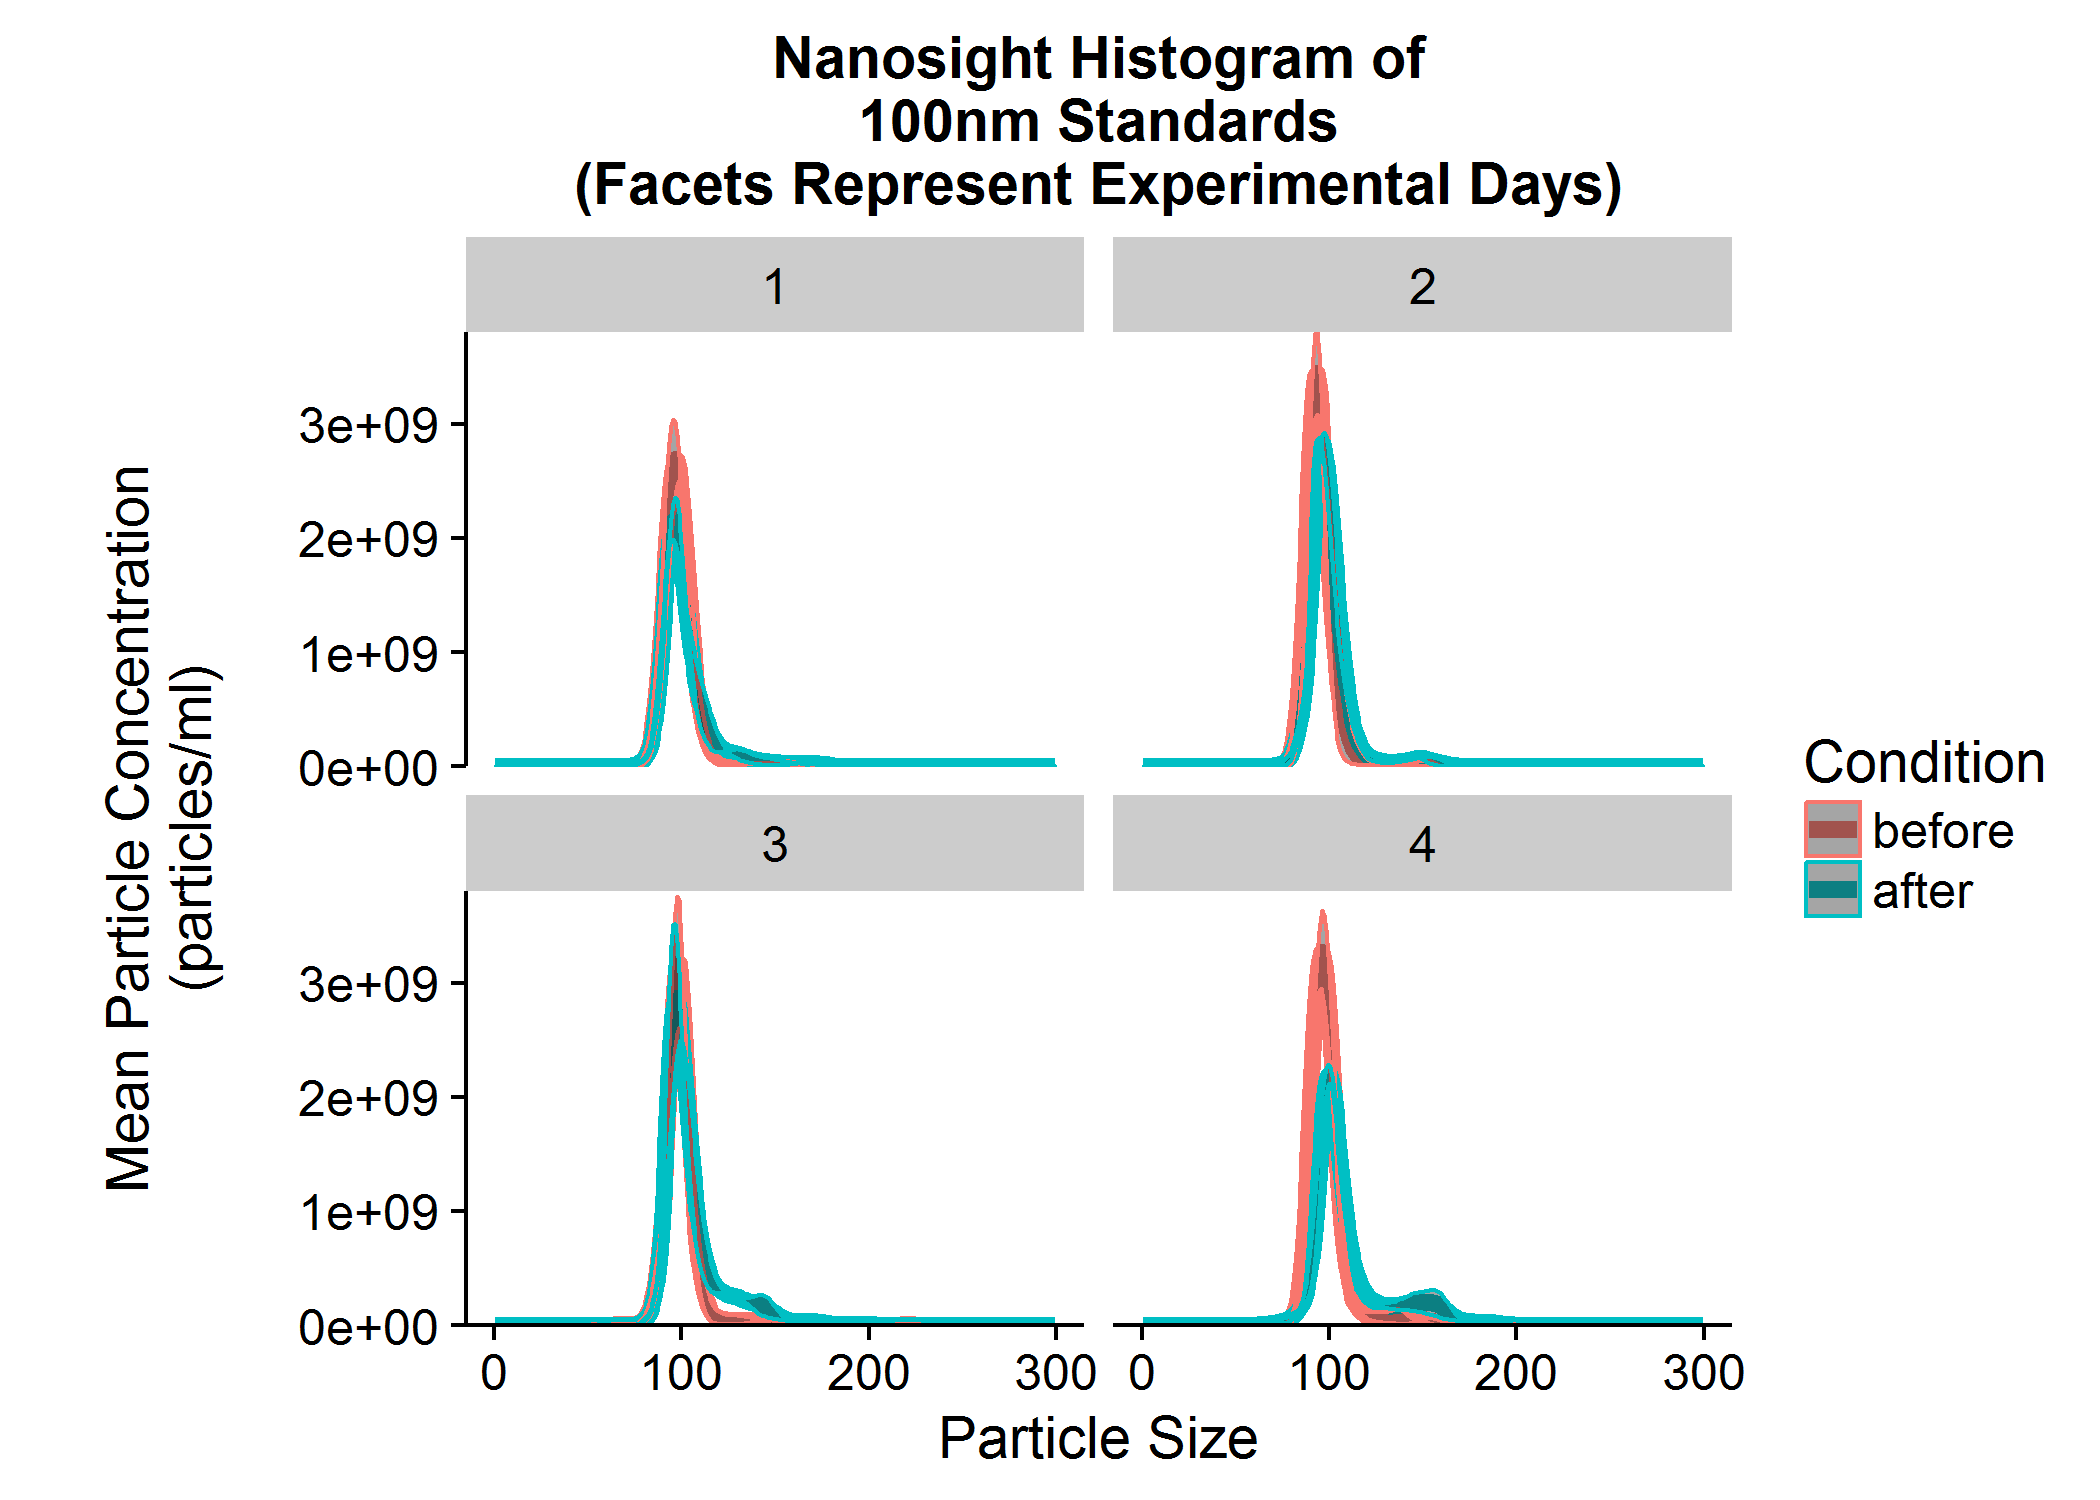 Nanosight Histogram of
100nm Standards
(Facets Represent Experimental Days)
1
2
3e+09
2e+09
1e+09
0e+00
3
4
3e+09
2e+09
1e+09
0e+00
0 100 200 300
0 100 200 300
Particle Size
Mean Particle Concentration
(particles/ml)
Condition
before
after